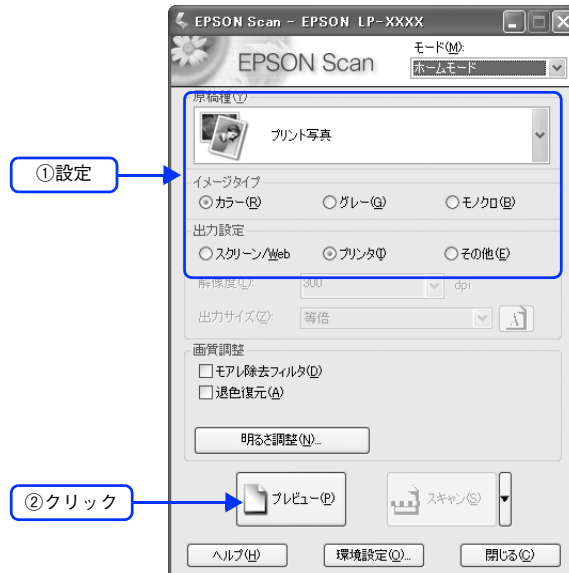 EPSON Scan - EPSON LP-XXXX
EPSON Scan
モード(M):
ホームモード
原稿種(Y)
プリント写真
①設定
イメージタイプ
カラー(R) グレー(G) モノクロ(B)
出力設定
スクリーン/Web プリンタ(I) その他(E)
解像度(L): 300 dpi
出力サイズ(Z): 等倍
画質調整
モアレ除去フィルタ(D)
退色復元(A)
明るさ調整(N)...
②クリック
プレビュー(P) スキャン(S)
ヘルプ(H) 環境設定(O)... 閉じる(C)